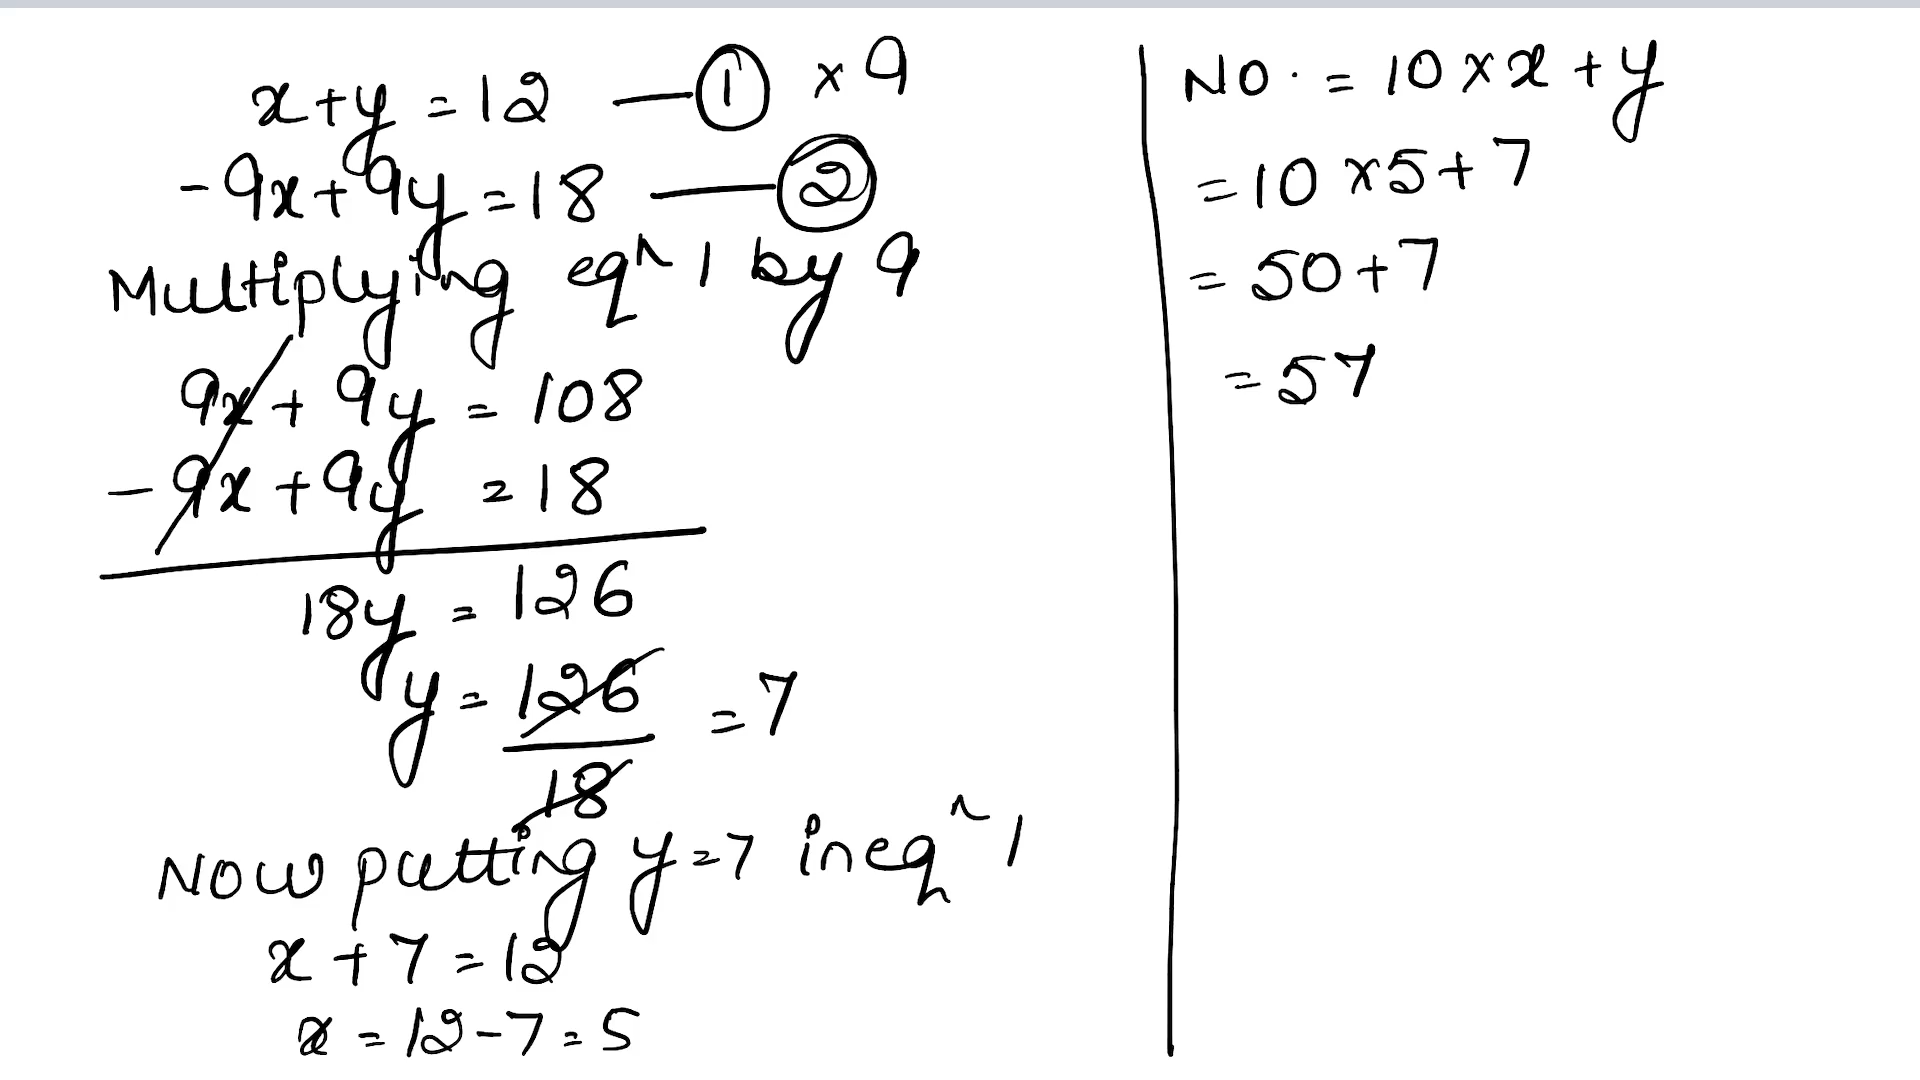 x+y = 12 —① × 9
-9x+9y = 18 —②
Multiplying eqⁿ 1 by 9
9x + 9y = 108
- 9x + 9y = 18
18y = 126
y = 126/18 = 7
Now putting y=7 in eqⁿ 1
x + 7 = 12
x = 12 - 7 = 5
NO. = 10 × x + y
= 10 × 5 + 7
= 50 + 7
= 57